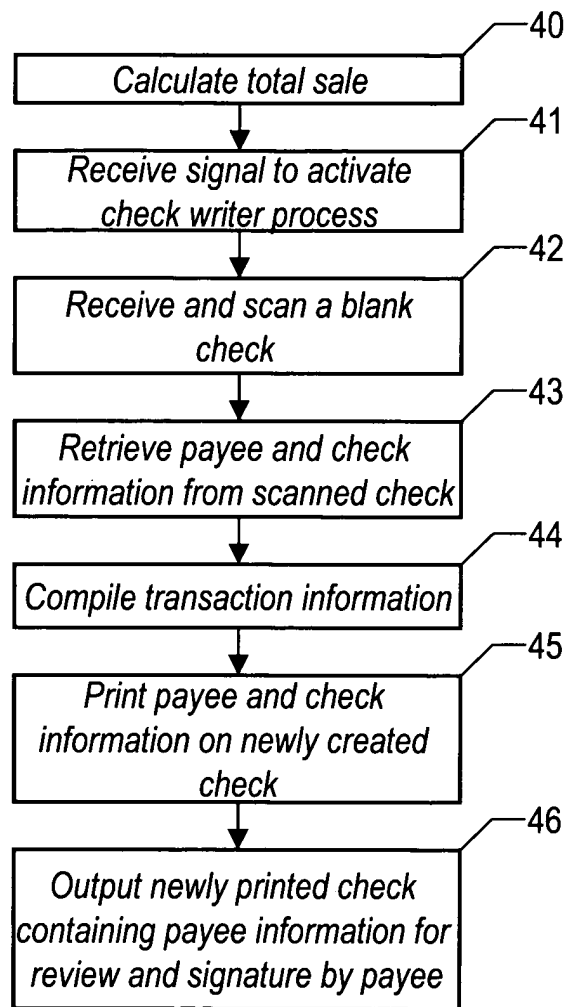 40
Calculate total sale
41
Receive signal to activate
check writer process
42
Receive and scan a blank
check
43
Retrieve payee and check
information from scanned check
44
Compile transaction information
45
Print payee and check
information on newly created
check
46
Output newly printed check
containing payee information for
review and signature by payee